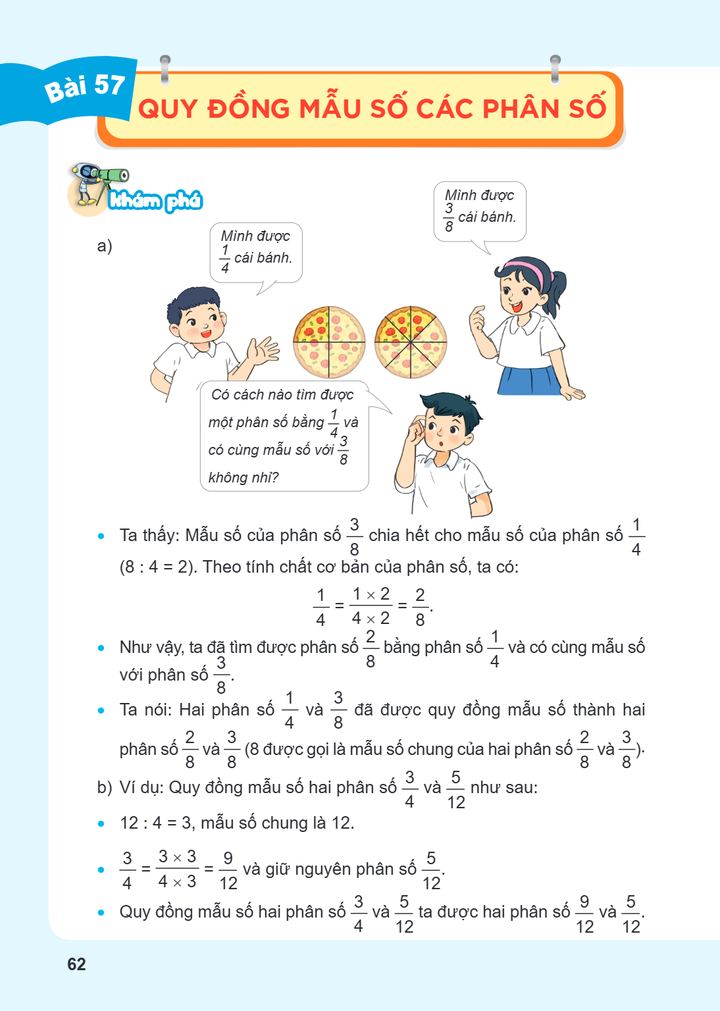 Bài 57
QUY ĐỒNG MẪU SỐ CÁC PHÂN SỐ
khám phá
a)
Mình được
1/4 cái bánh.
Mình được
3/8 cái bánh.
Có cách nào tìm được
một phân số bằng 1/4 và
có cùng mẫu số với 3/8
không nhỉ?
• Ta thấy: Mẫu số của phân số 3/8 chia hết cho mẫu số của phân số 1/4
(8 : 4 = 2). Theo tính chất cơ bản của phân số, ta có:
1/4 = (1 × 2)/(4 × 2) = 2/8.
• Như vậy, ta đã tìm được phân số 2/8 bằng phân số 1/4 và có cùng mẫu số
với phân số 3/8.
• Ta nói: Hai phân số 1/4 và 3/8 đã được quy đồng mẫu số thành hai
phân số 2/8 và 3/8 (8 được gọi là mẫu số chung của hai phân số 2/8 và 3/8).
b) Ví dụ: Quy đồng mẫu số hai phân số 3/4 và 5/12 như sau:
• 12 : 4 = 3, mẫu số chung là 12.
• 3/4 = (3 × 3)/(4 × 3) = 9/12 và giữ nguyên phân số 5/12.
• Quy đồng mẫu số hai phân số 3/4 và 5/12 ta được hai phân số 9/12 và 5/12.
62